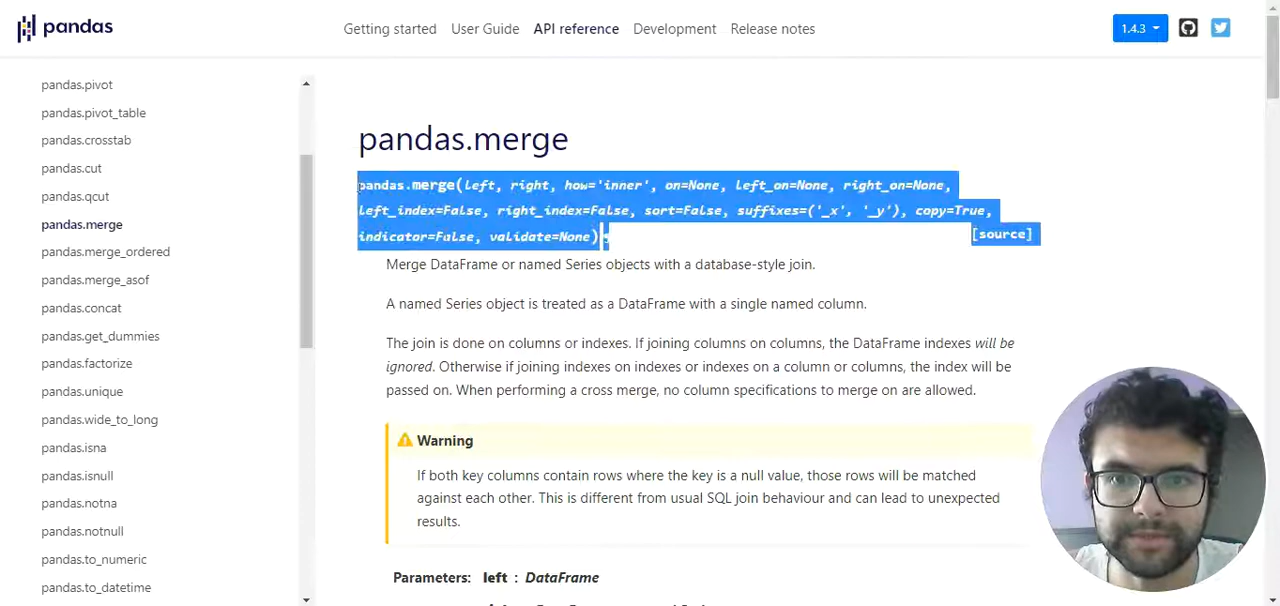 pandas
Getting started User Guide API reference Development Release notes
1.4.3
pandas.pivot
pandas.pivot_table
pandas.crosstab
pandas.cut
pandas.qcut
pandas.merge
pandas.merge_ordered
pandas.merge_asof
pandas.concat
pandas.get_dummies
pandas.factorize
pandas.unique
pandas.wide_to_long
pandas.isna
pandas.isnull
pandas.notna
pandas.notnull
pandas.to_numeric
pandas.to_datetime
pandas.merge
pandas.merge(left, right, how='inner', on=None, left_on=None, right_on=None,
left_index=False, right_index=False, sort=False, suffixes=('_x', '_y'), copy=True,
indicator=False, validate=None) [source]
Merge DataFrame or named Series objects with a database-style join.
A named Series object is treated as a DataFrame with a single named column.
The join is done on columns or indexes. If joining columns on columns, the DataFrame indexes will be
ignored. Otherwise if joining indexes on indexes or indexes on a column or columns, the index will be
passed on. When performing a cross merge, no column specifications to merge on are allowed.
Warning
If both key columns contain rows where the key is a null value, those rows will be matched
against each other. This is different from usual SQL join behaviour and can lead to unexpected
results.
Parameters: left : DataFrame